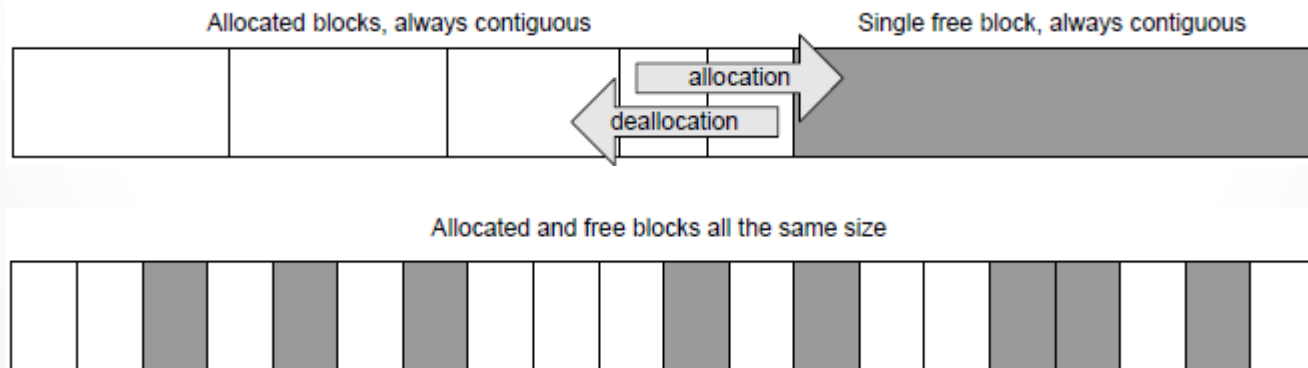 Allocated blocks, always contiguous
Single free block, always contiguous
allocation
deallocation
Allocated and free blocks all the same size